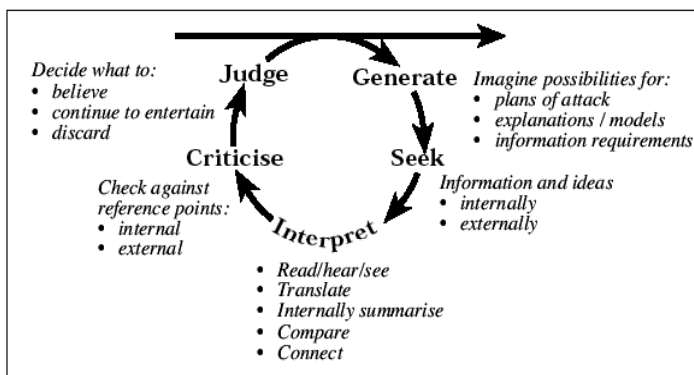 Judge
Decide what to:
• believe
• continue to entertain
• discard
Generate
Imagine possibilities for:
• plans of attack
• explanations / models
• information requirements
Seek
Information and ideas
• internally
• externally
Interpret
• Read/hear/see
• Translate
• Internally summarise
• Compare
• Connect
Criticise
Check against
reference points:
• internal
• external